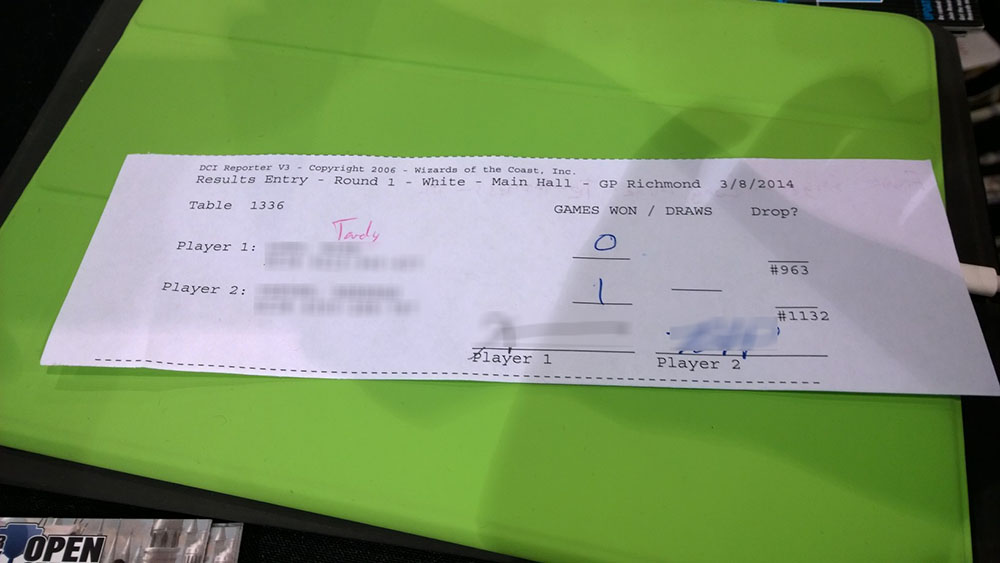 DCI Reporter V3 - Copyright 2006 - Wizards of the Coast, Inc.
Results Entry - Round 1 - White - Main Hall - GP Richmond 3/8/2014
Table 1336
GAMES WON / DRAWS Drop?
Tardy
Player 1:
0
#963
Player 2:
1
#1132
Player 1
Player 2
OPEN